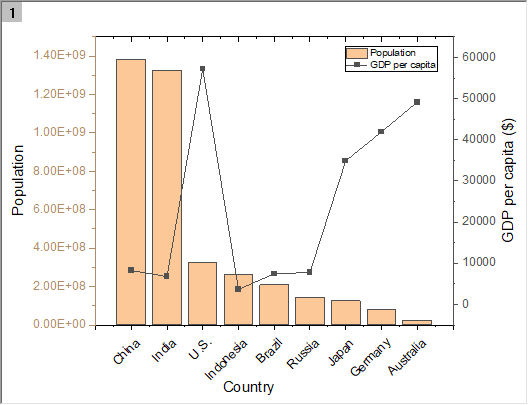 1
Population
GDP per capita
1.40E+09
1.20E+09
1.00E+09
8.00E+08
6.00E+08
4.00E+08
2.00E+08
0.00E+00
Population
60000
50000
40000
30000
20000
10000
0
GDP per capita ($)
China
India
U.S.
Indonesia
Brazil
Russia
Japan
Germany
Australia
Country